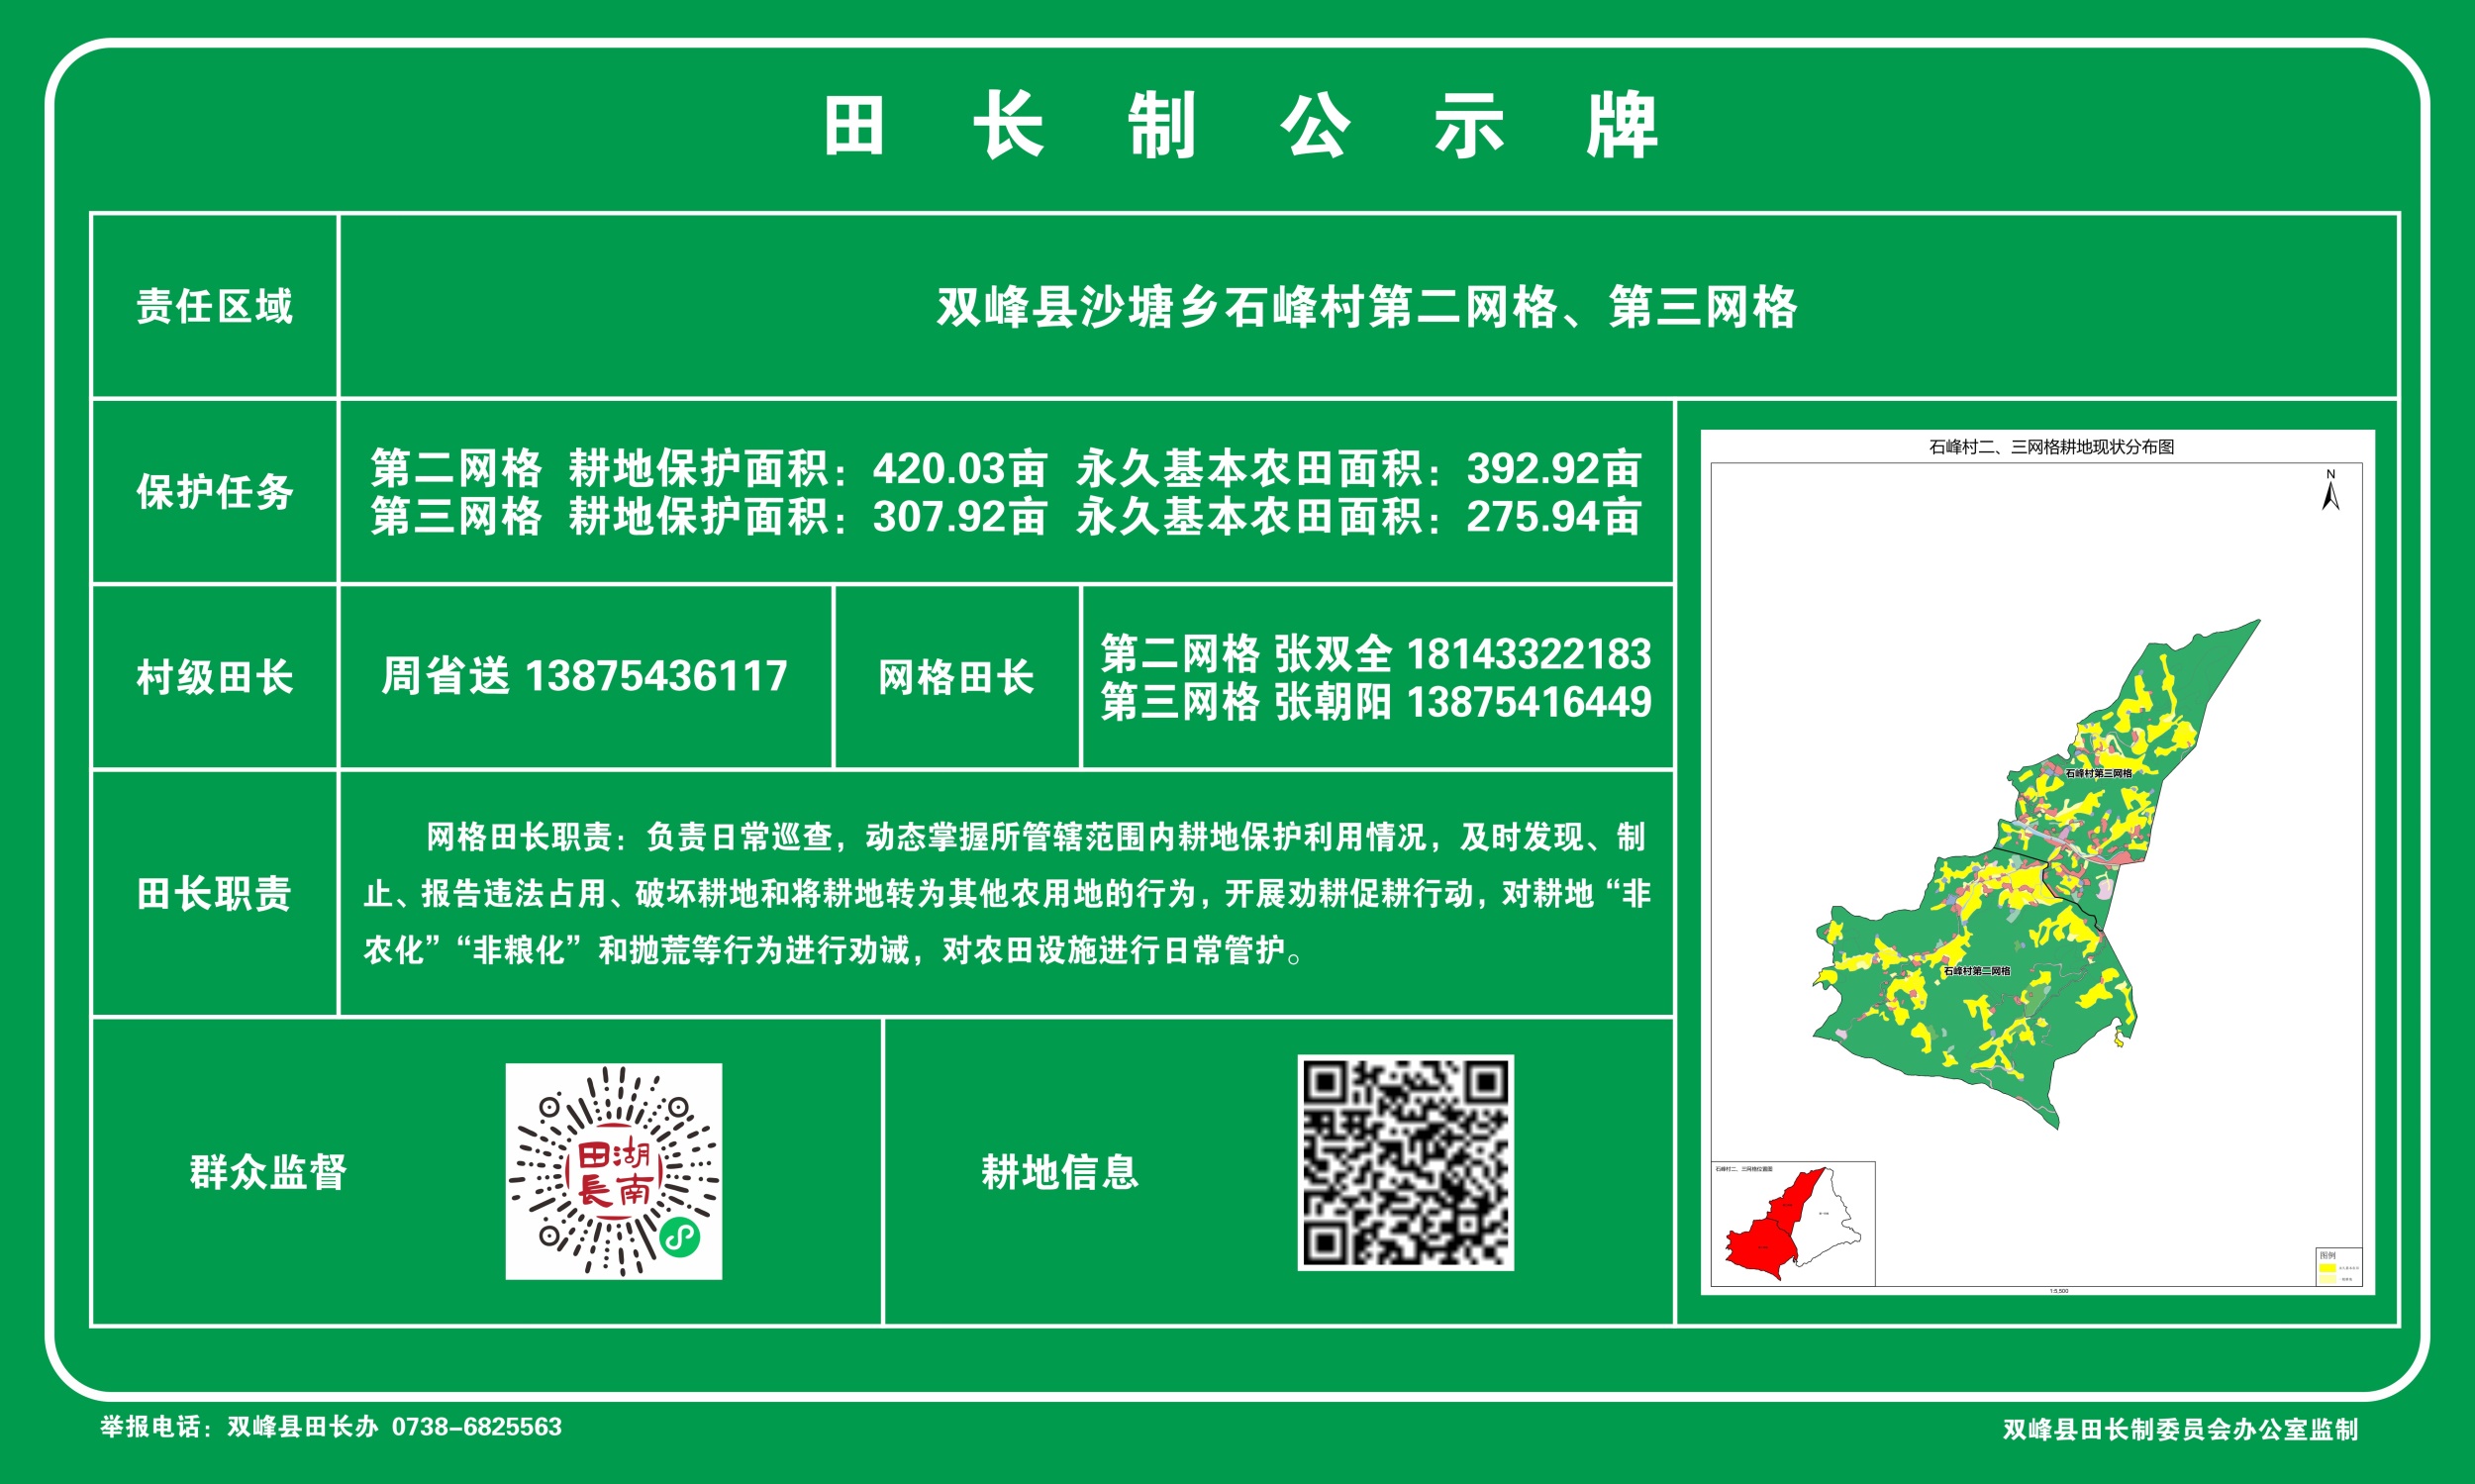 田长制公示牌
责任区域
双峰县沙塘乡石峰村第二网格、第三网格
保护任务
第二网格 耕地保护面积：420.03亩 永久基本农田面积：392.92亩
第三网格 耕地保护面积：307.92亩 永久基本农田面积：275.94亩
村级田长
周省送 13875436117
网格田长
第二网格 张双全 18143322183
第三网格 张朝阳 13875416449
田长职责
网格田长职责：负责日常巡查，动态掌握所管辖范围内耕地保护利用情况，及时发现、制
止、报告违法占用、破坏耕地和将耕地转为其他农用地的行为，开展劝耕促耕行动，对耕地“非
农化”“非粮化”和抛荒等行为进行劝诫，对农田设施进行日常管护。
群众监督
田湖
長南
耕地信息
石峰村二、三网格耕地现状分布图
N
石峰村第三网格
石峰村第二网格
石峰村二、三网格位置图
图例
1:5,500
举报电话：双峰县田长办 0738-6825563
双峰县田长制委员会办公室监制